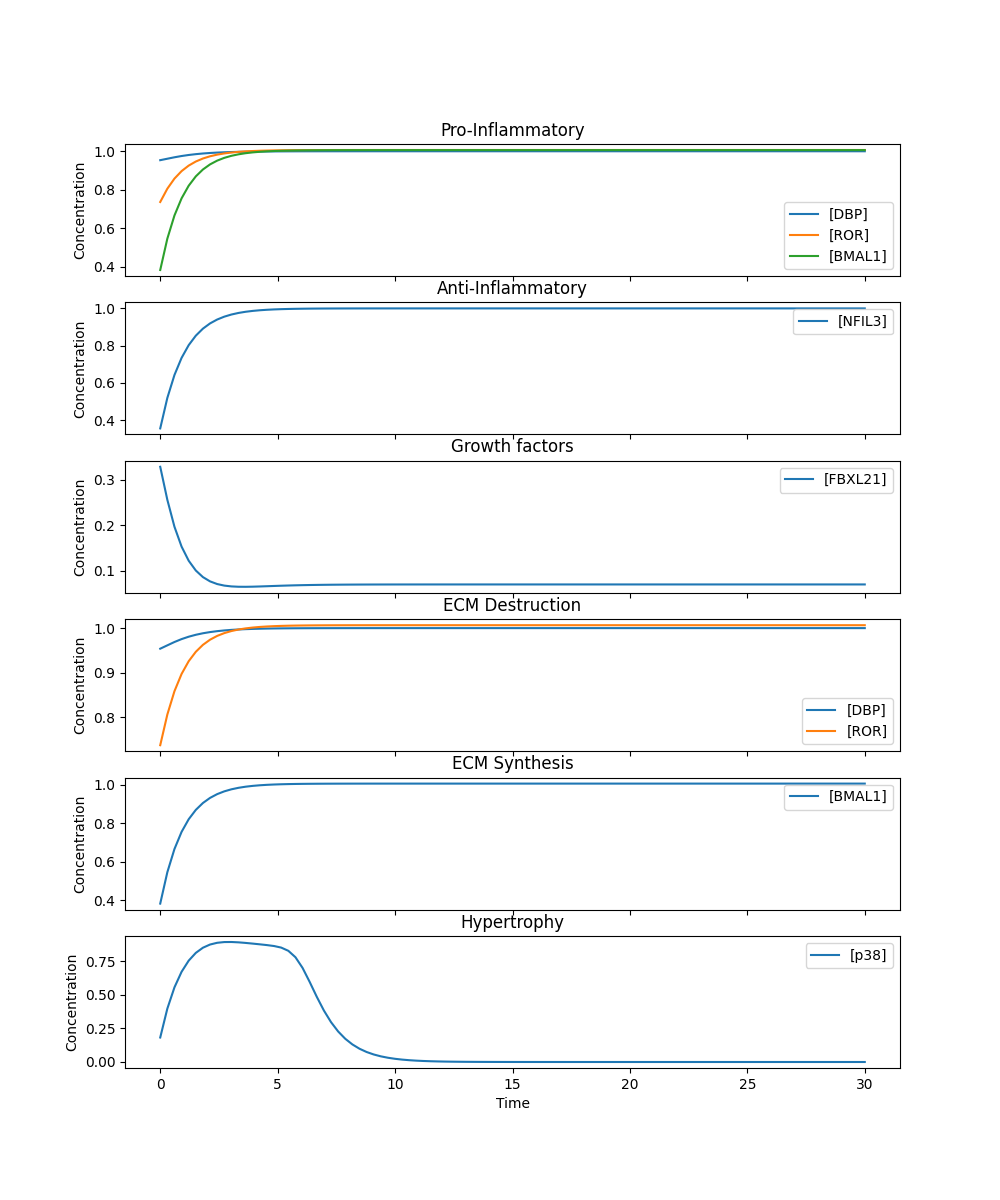 Pro-Inflammatory
Concentration
1.0
0.8
0.6
0.4
[DBP]
[ROR]
[BMAL1]
Anti-Inflammatory
Concentration
1.0
0.8
0.6
0.4
[NFIL3]
Growth factors
Concentration
0.3
0.2
0.1
[FBXL21]
ECM Destruction
Concentration
1.0
0.9
0.8
[DBP]
[ROR]
ECM Synthesis
Concentration
1.0
0.8
0.6
0.4
[BMAL1]
Hypertrophy
Concentration
0.75
0.50
0.25
0.00
[p38]
0 5 10 15 20 25 30
Time